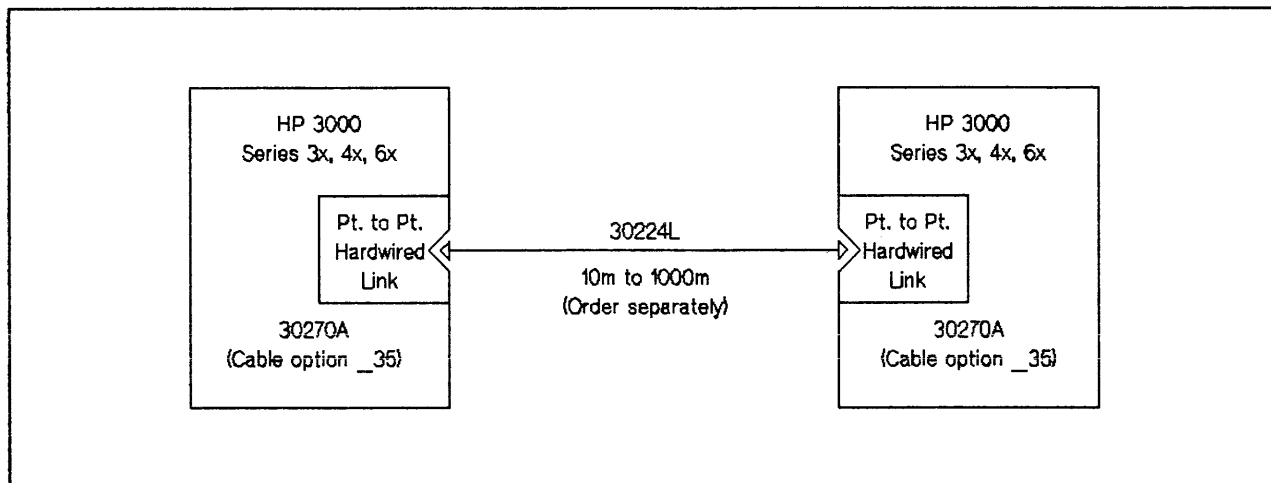 HP 3000
Series 3x, 4x, 6x
Pt. to Pt.
Hardwired
Link
30270A
(Cable option _35)
30224L
10m to 1000m
(Order separately)
HP 3000
Series 3x, 4x, 6x
Pt. to Pt.
Hardwired
Link
30270A
(Cable option _35)